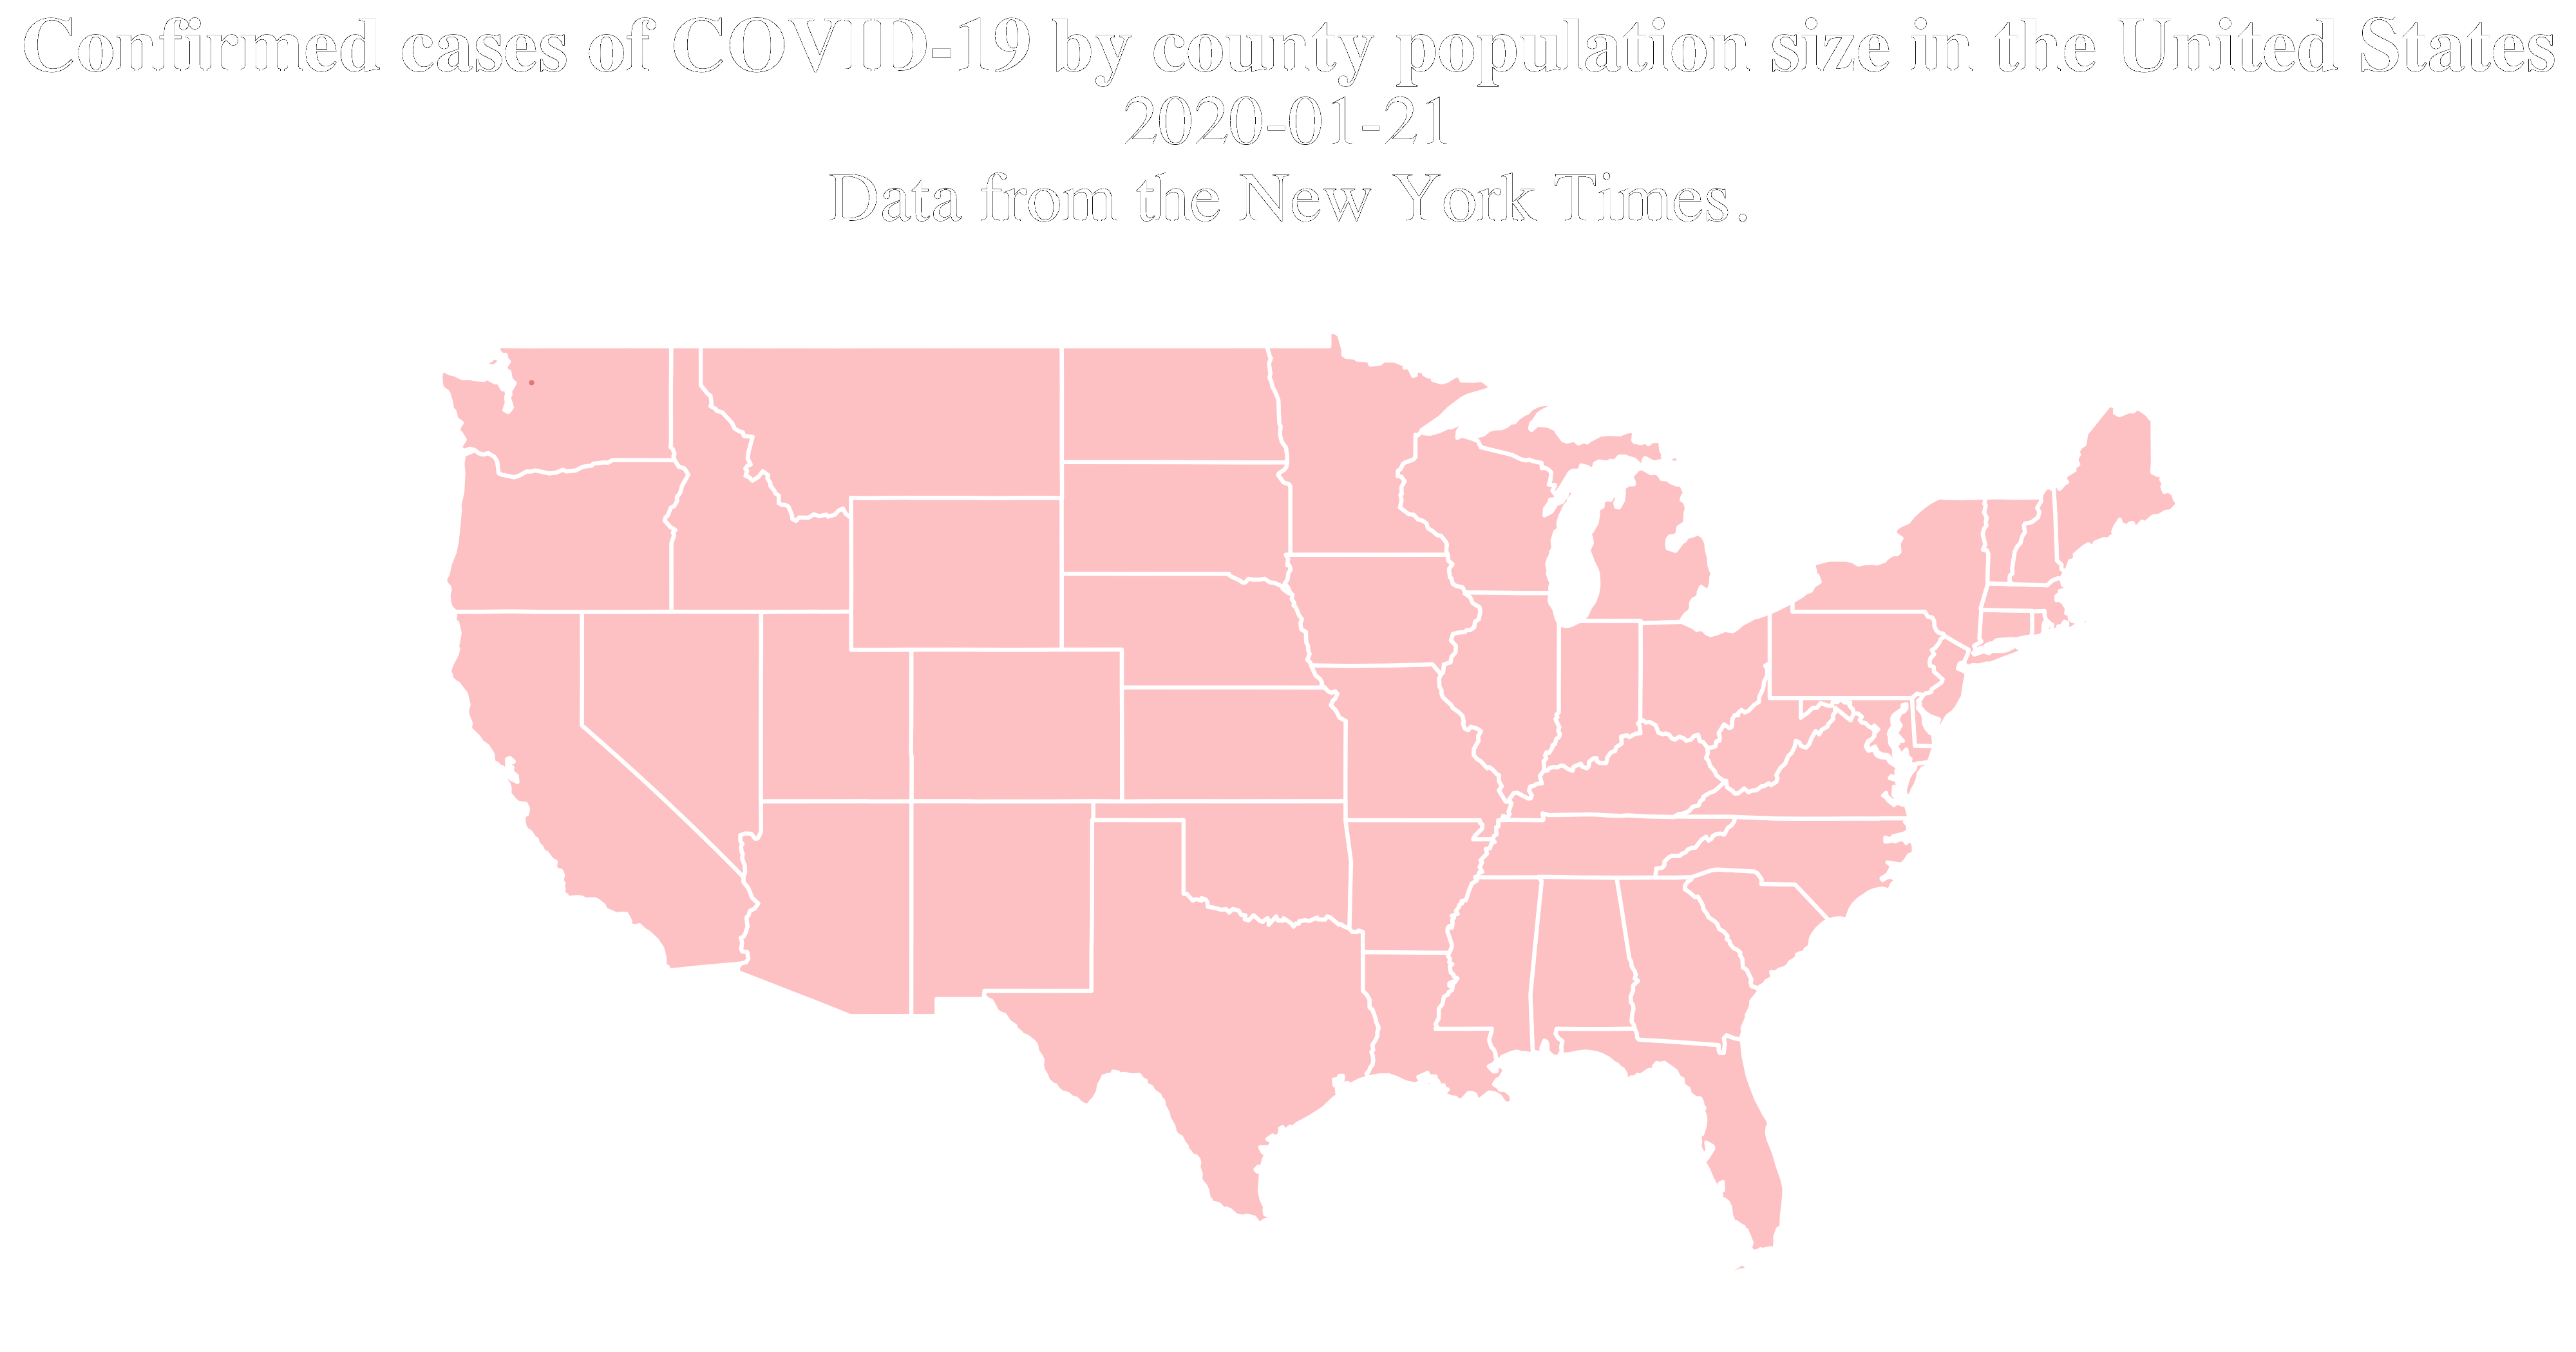 Confirmed cases of COVID-19 by county population size in the United States
2020-01-21
Data from the New York Times.